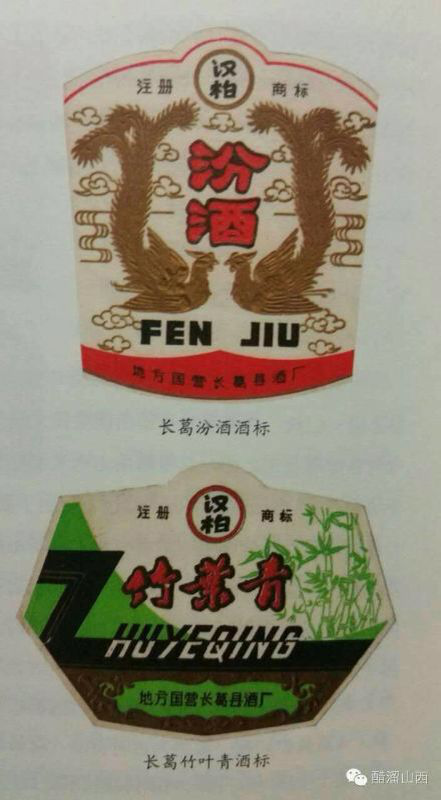 注册 汉柏 商标
汾
酒
FEN JIU
地方国营长葛县酒厂
长葛汾酒酒标
注册 汉柏 商标
竹葉青
ZHUYEQING
地方国营长葛县酒厂
长葛竹叶青酒标
醋溜山西